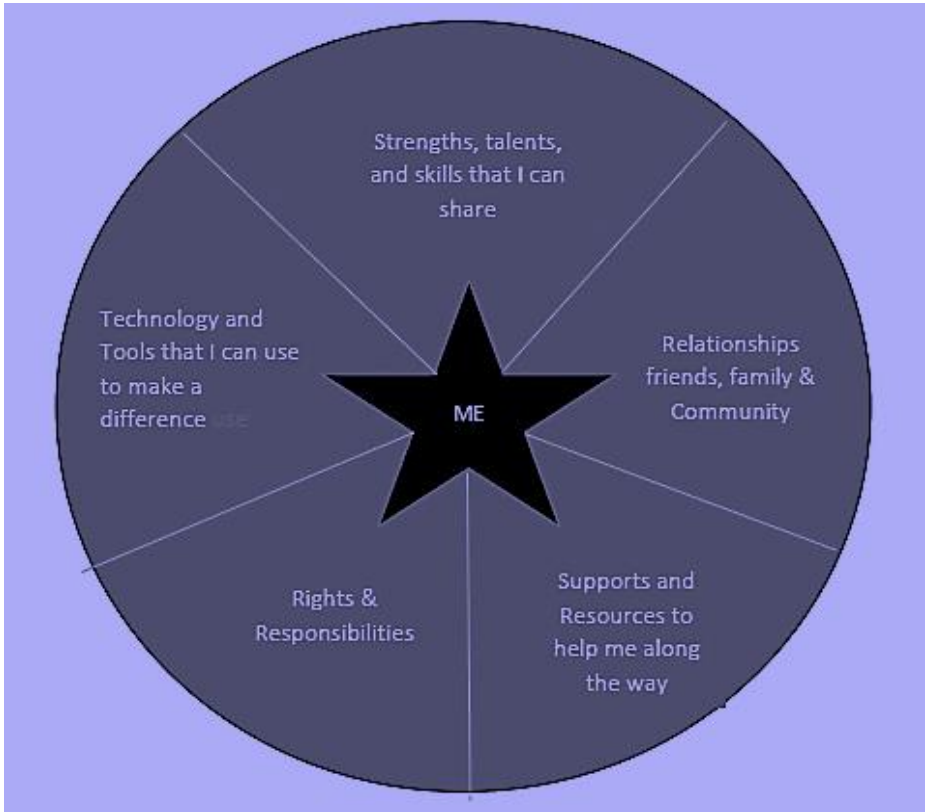 Strengths, talents,
and skills that I can
share
Technology and
Tools that I can use
to make a
difference use
ME
Relationships
friends, family &
Community
Rights &
Responsibilities
Supports and
Resources to
help me along
the way